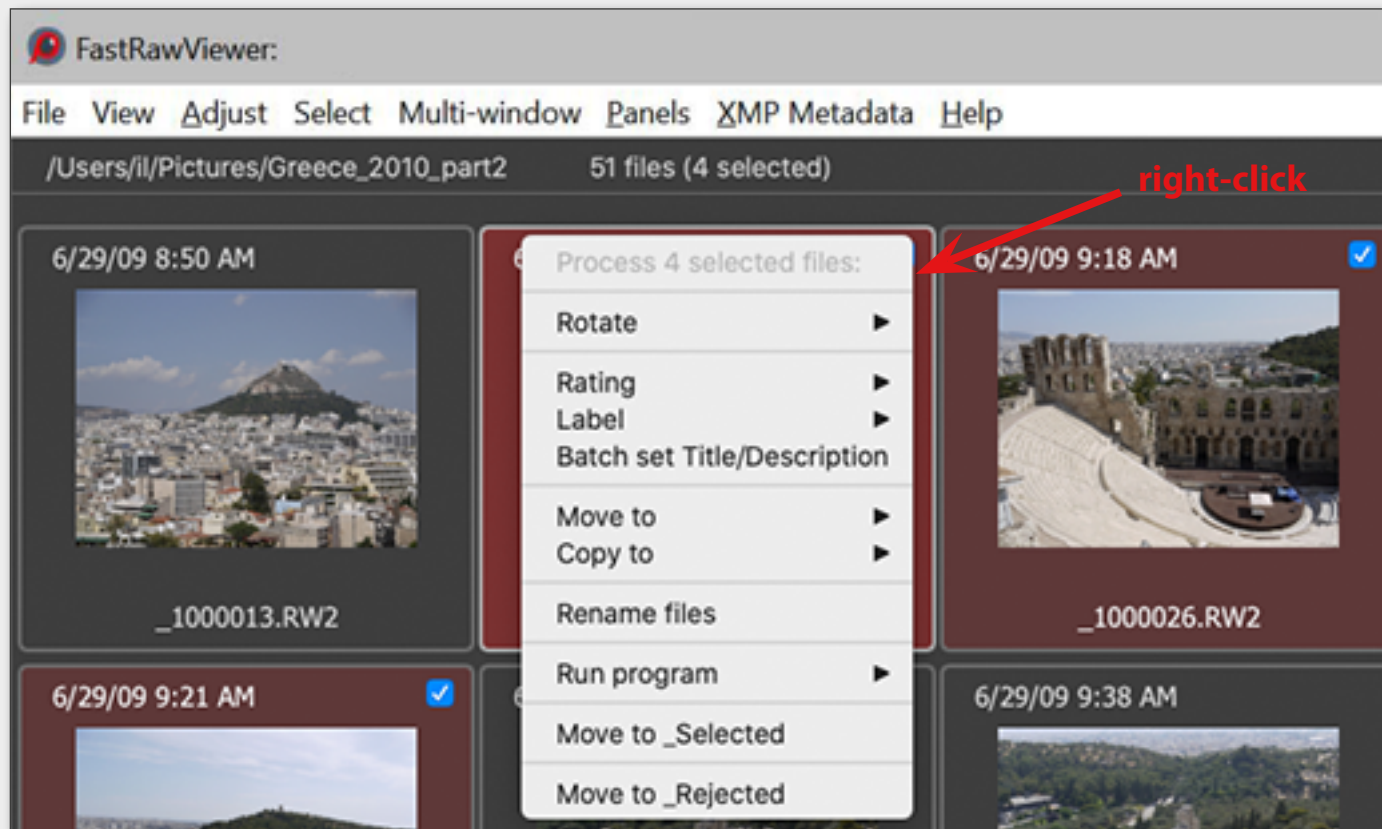 FastRawViewer:
File View Adjust Select Multi-window Panels XMP Metadata Help
/Users/il/Pictures/Greece_2010_part2 51 files (4 selected)
right-click
6/29/09 8:50 AM
_1000013.RW2
Process 4 selected files:
Rotate
Rating
Label
Batch set Title/Description
Move to
Copy to
Rename files
Run program
Move to _Selected
Move to _Rejected
6/29/09 9:18 AM
_1000026.RW2
6/29/09 9:21 AM
6/29/09 9:38 AM